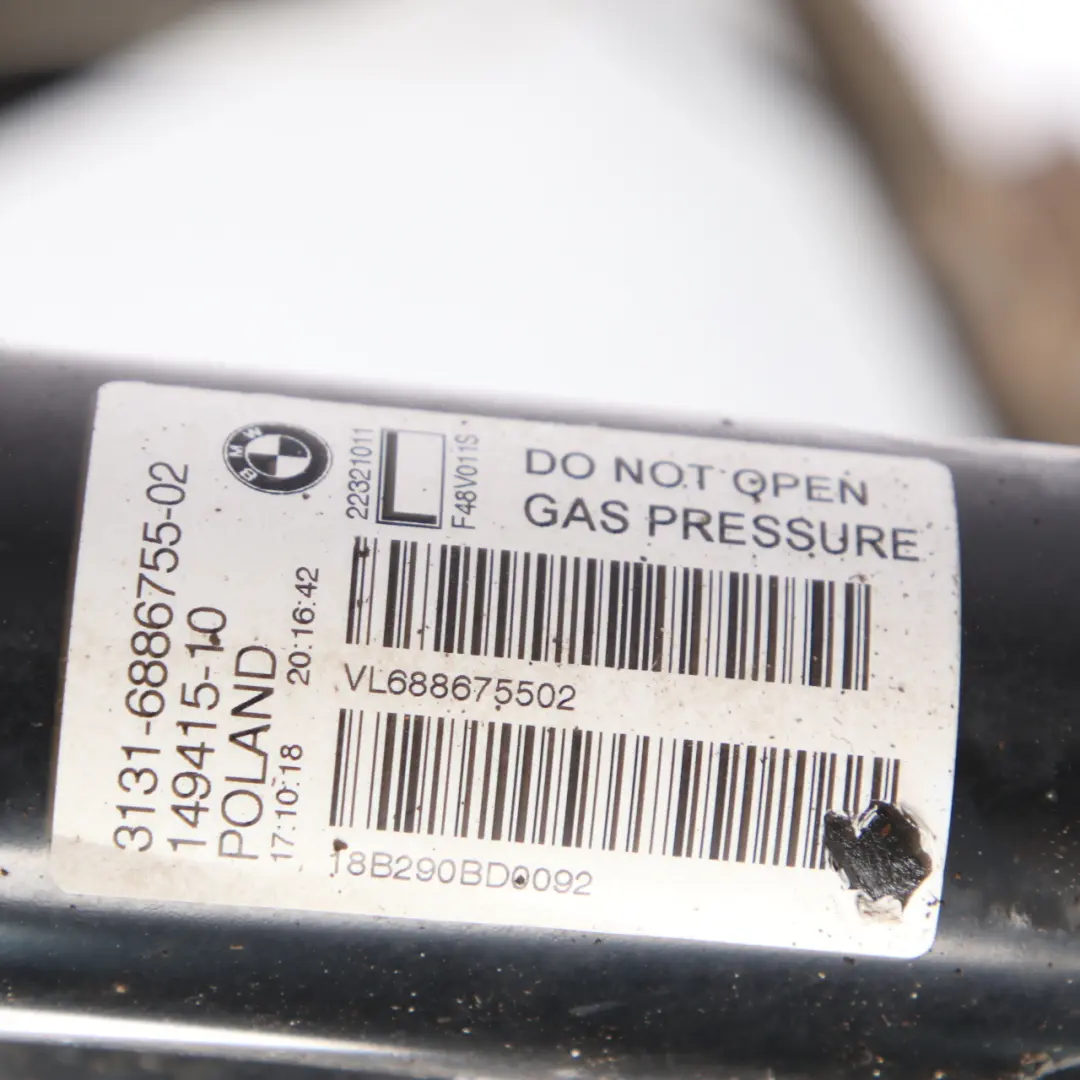 BMW
22321011
L
F48V011S
DO NOT OPEN
GAS PRESSURE
3131-6886755-02
149415-10
POLAND
17:10:18 20:16:42
VL688675502
18B290BD0092